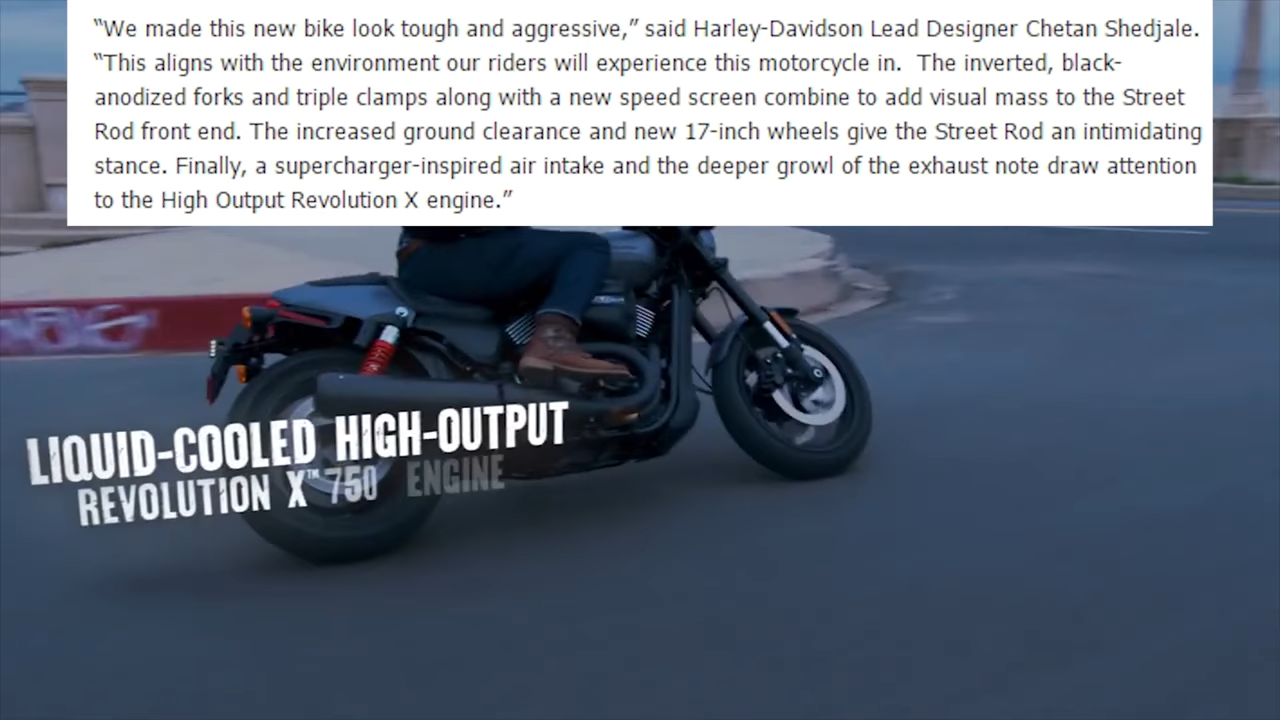 “We made this new bike look tough and aggressive,” said Harley-Davidson Lead Designer Chetan Shedjale.
“This aligns with the environment our riders will experience this motorcycle in.  The inverted, black-
anodized forks and triple clamps along with a new speed screen combine to add visual mass to the Street
Rod front end. The increased ground clearance and new 17-inch wheels give the Street Rod an intimidating
stance. Finally, a supercharger-inspired air intake and the deeper growl of the exhaust note draw attention
to the High Output Revolution X engine.”
LIQUID-COOLED HIGH-OUTPUT
REVOLUTION X™ 750 ENGINE